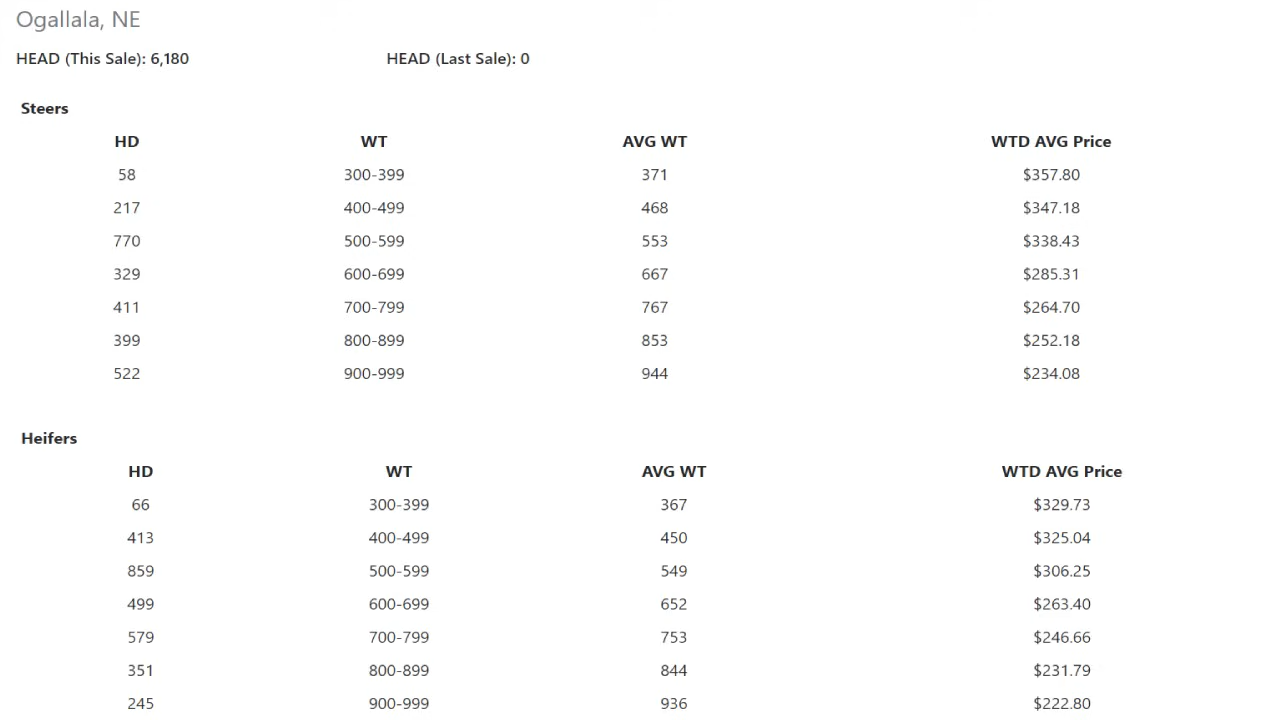 Ogallala, NE
HEAD (This Sale): 6,180 HEAD (Last Sale): 0
Steers
HD WT AVG WT WTD AVG Price
58 300-399 371 $357.80
217 400-499 468 $347.18
770 500-599 553 $338.43
329 600-699 667 $285.31
411 700-799 767 $264.70
399 800-899 853 $252.18
522 900-999 944 $234.08
Heifers
HD WT AVG WT WTD AVG Price
66 300-399 367 $329.73
413 400-499 450 $325.04
859 500-599 549 $306.25
499 600-699 652 $263.40
579 700-799 753 $246.66
351 800-899 844 $231.79
245 900-999 936 $222.80